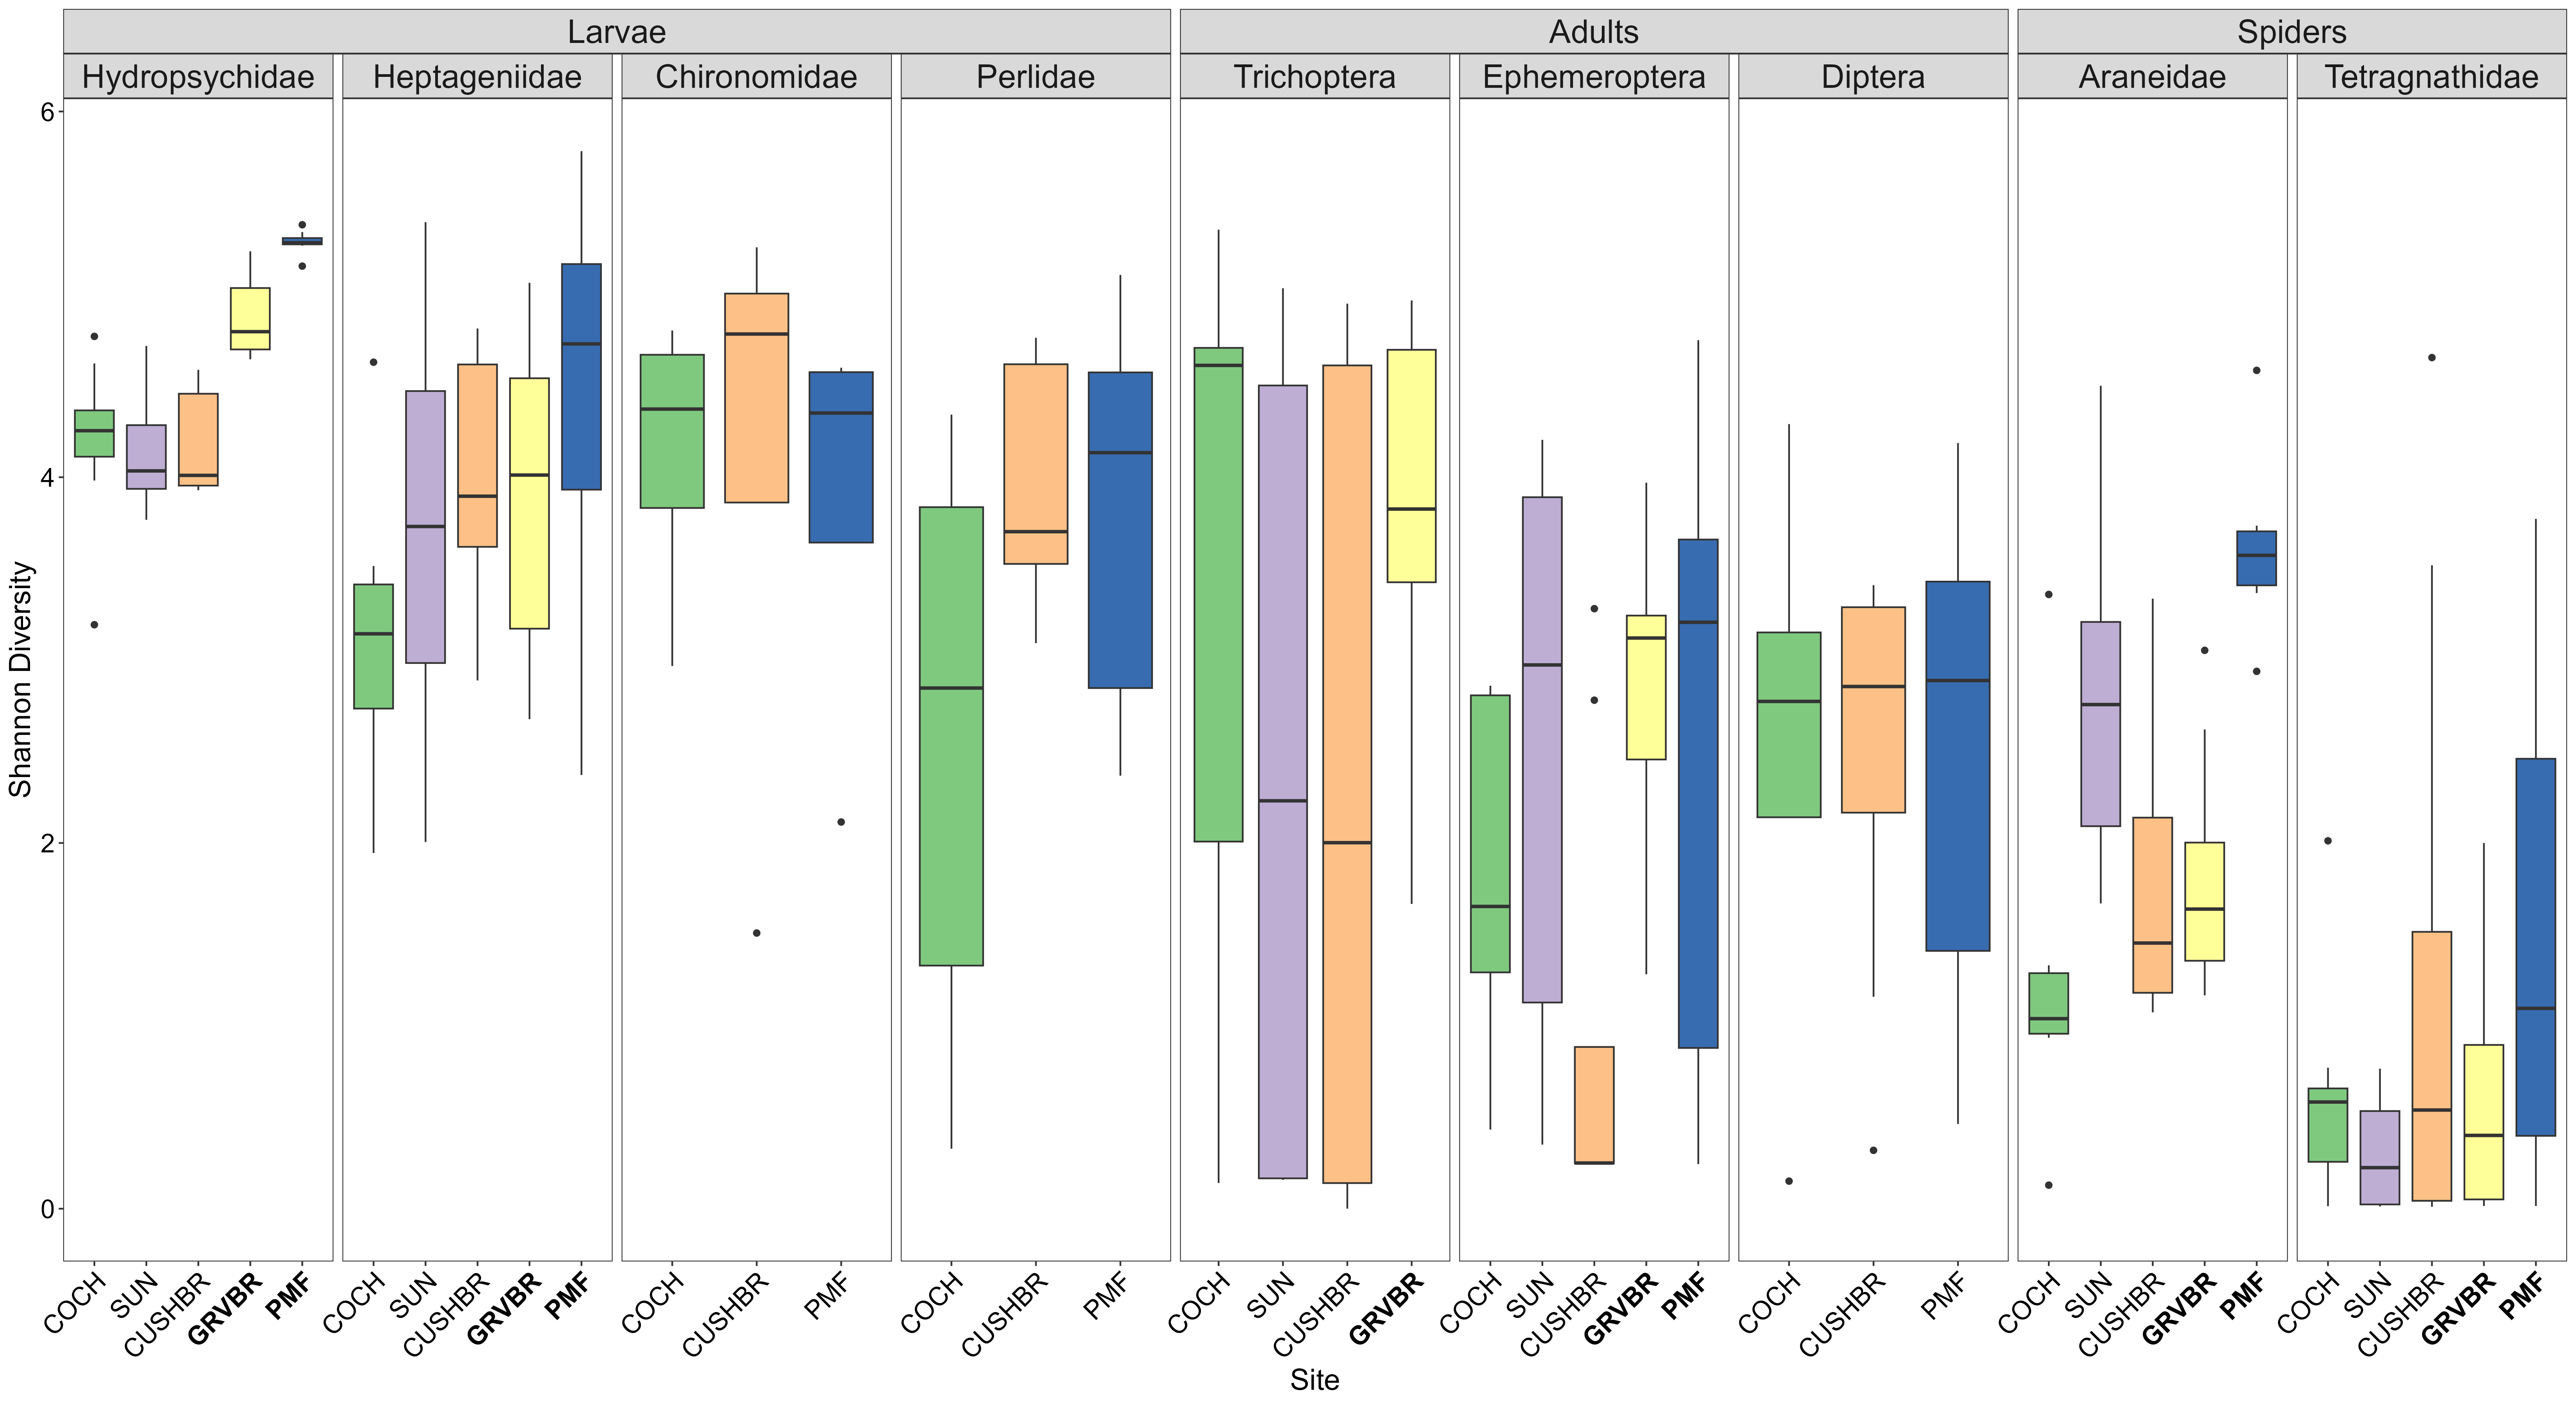 Larvae Adults Spiders
Hydropsychidae Heptageniidae Chironomidae Perlidae Trichoptera Ephemeroptera Diptera Araneidae Tetragnathidae
Shannon Diversity
6
4
2
0
COCH SUN CUSHBR GRVBR PMF COCH SUN CUSHBR GRVBR PMF COCH CUSHBR PMF COCH CUSHBR PMF COCH SUN CUSHBR GRVBR COCH SUN CUSHBR GRVBR PMF COCH CUSHBR PMF COCH SUN CUSHBR GRVBR PMF COCH SUN CUSHBR GRVBR PMF
Site